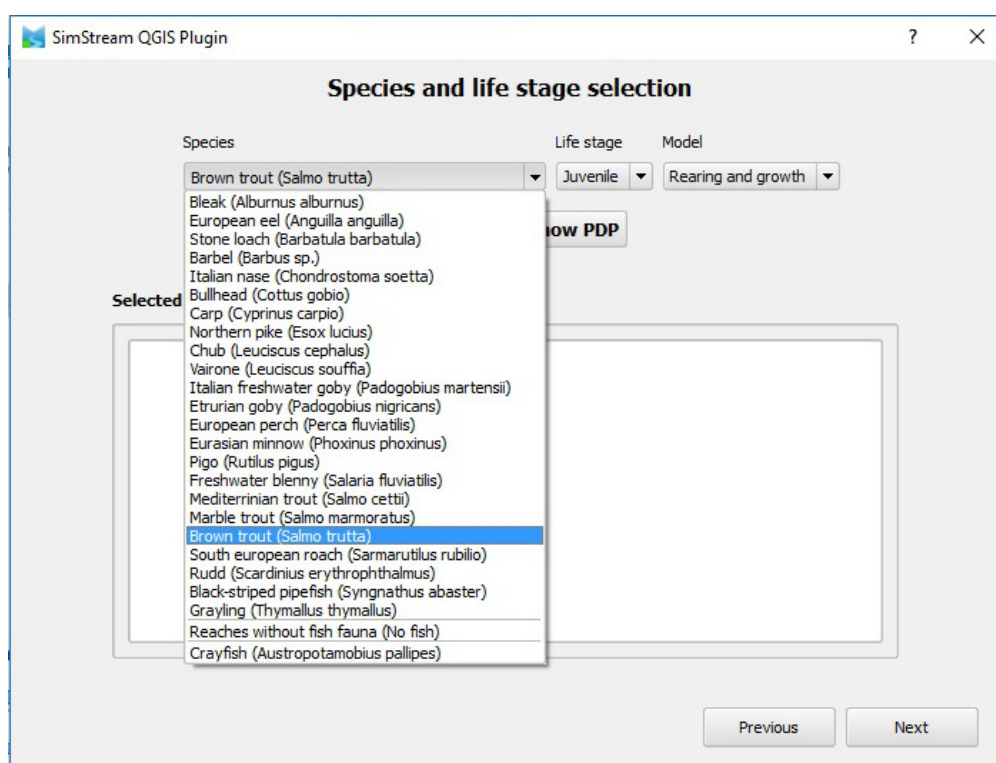 SimStream QGIS Plugin
?
Species and life stage selection
Species Life stage Model
Brown trout (Salmo trutta) Juvenile Rearing and growth
Bleak (Alburnus alburnus)
European eel (Anguilla anguilla)
Stone loach (Barbatula barbatula)
Barbel (Barbus sp.)
Italian nase (Chondrostoma soetta)
Bullhead (Cottus gobio)
Carp (Cyprinus carpio)
Northern pike (Esox lucius)
Chub (Leuciscus cephalus)
Vairone (Leuciscus souffia)
Italian freshwater goby (Padogobius martensii)
Etrurian goby (Padogobius nigricans)
European perch (Perca fluviatilis)
Eurasian minnow (Phoxinus phoxinus)
Pigo (Rutilus pigus)
Freshwater blenny (Salaria fluviatilis)
Mediterrinian trout (Salmo cettii)
Marble trout (Salmo marmoratus)
Brown trout (Salmo trutta)
South european roach (Sarmarutilus rubilio)
Rudd (Scardinius erythrophthalmus)
Black-striped pipefish (Syngnathus abaster)
Grayling (Thymallus thymallus)
Reaches without fish fauna (No fish)
Crayfish (Austropotamobius pallipes)
PDP
Selected
Previous
Next